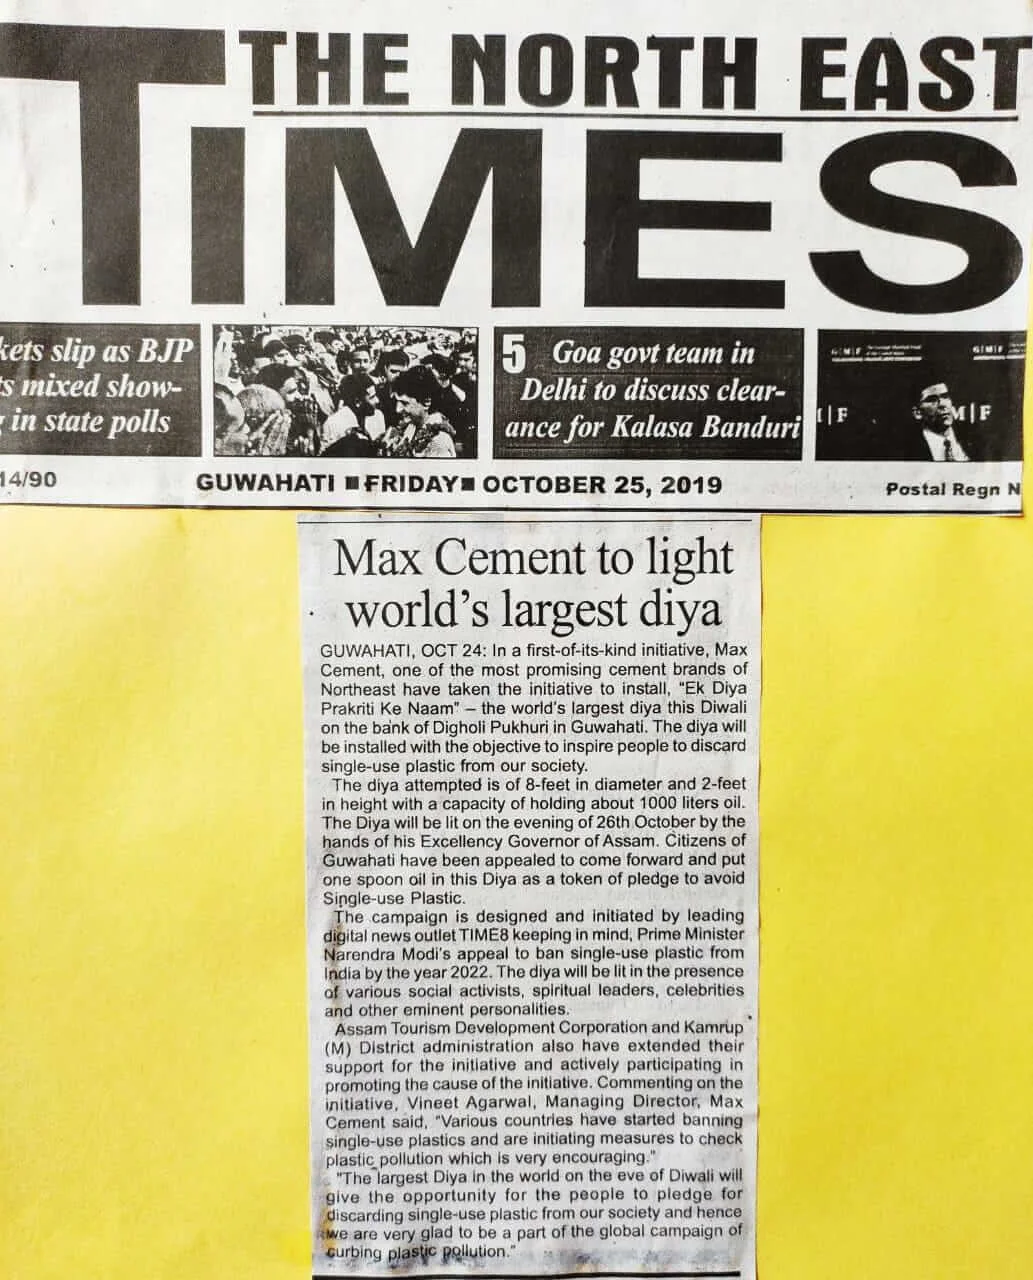 THE NORTH EAST
TIMES
kets slip as BJP
ts mixed show-
g in state polls
5 Goa govt team in
Delhi to discuss clear-
ance for Kalasa Banduri
G|M|F
G|M|F
M|F
14/90
GUWAHATI ■ FRIDAY ■ OCTOBER 25, 2019
Postal Regn N
Max Cement to light
world's largest diya
GUWAHATI, OCT 24: In a first-of-its-kind initiative, Max
Cement, one of the most promising cement brands of
Northeast have taken the initiative to install, "Ek Diya
Prakriti Ke Naam" – the world's largest diya this Diwali
on the bank of Digholi Pukhuri in Guwahati. The diya will
be installed with the objective to inspire people to discard
single-use plastic from our society.
The diya attempted is of 8-feet in diameter and 2-feet
in height with a capacity of holding about 1000 liters oil.
The Diya will be lit on the evening of 26th October by the
hands of his Excellency Governor of Assam. Citizens of
Guwahati have been appealed to come forward and put
one spoon oil in this Diya as a token of pledge to avoid
Single-use Plastic.
The campaign is designed and initiated by leading
digital news outlet TIME8 keeping in mind, Prime Minister
Narendra Modi's appeal to ban single-use plastic from
India by the year 2022. The diya will be lit in the presence
of various social activists, spiritual leaders, celebrities
and other eminent personalities.
Assam Tourism Development Corporation and Kamrup
(M) District administration also have extended their
support for the initiative and actively participating in
promoting the cause of the initiative. Commenting on the
initiative, Vineet Agarwal, Managing Director, Max
Cement said, "Various countries have started banning
single-use plastics and are initiating measures to check
plastic pollution which is very encouraging."
"The largest Diya in the world on the eve of Diwali will
give the opportunity for the people to pledge for
discarding single-use plastic from our society and hence
we are very glad to be a part of the global campaign of
curbing plastic pollution."